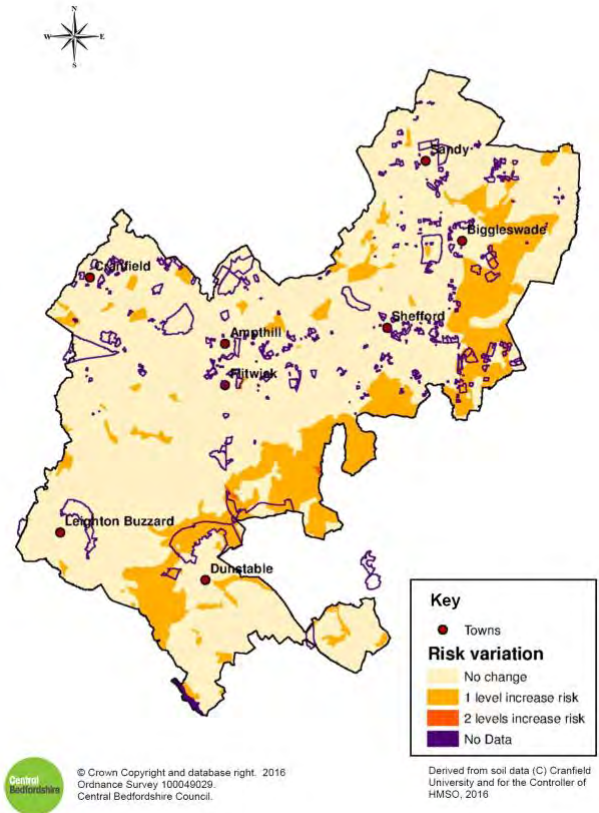 N
W E
S
Sandy
Biggleswade
Cranfield
Shefford
Ampthill
Flitwick
Leighton Buzzard
Dunstable
Key
Towns
Risk variation
No change
1 level increase risk
2 levels increase risk
No Data
Central
Bedfordshire
© Crown Copyright and database right. 2016
Ordnance Survey 100049029.
Central Bedfordshire Council.
Derived from soil data (C) Cranfield
University and for the Controller of
HMSO, 2016